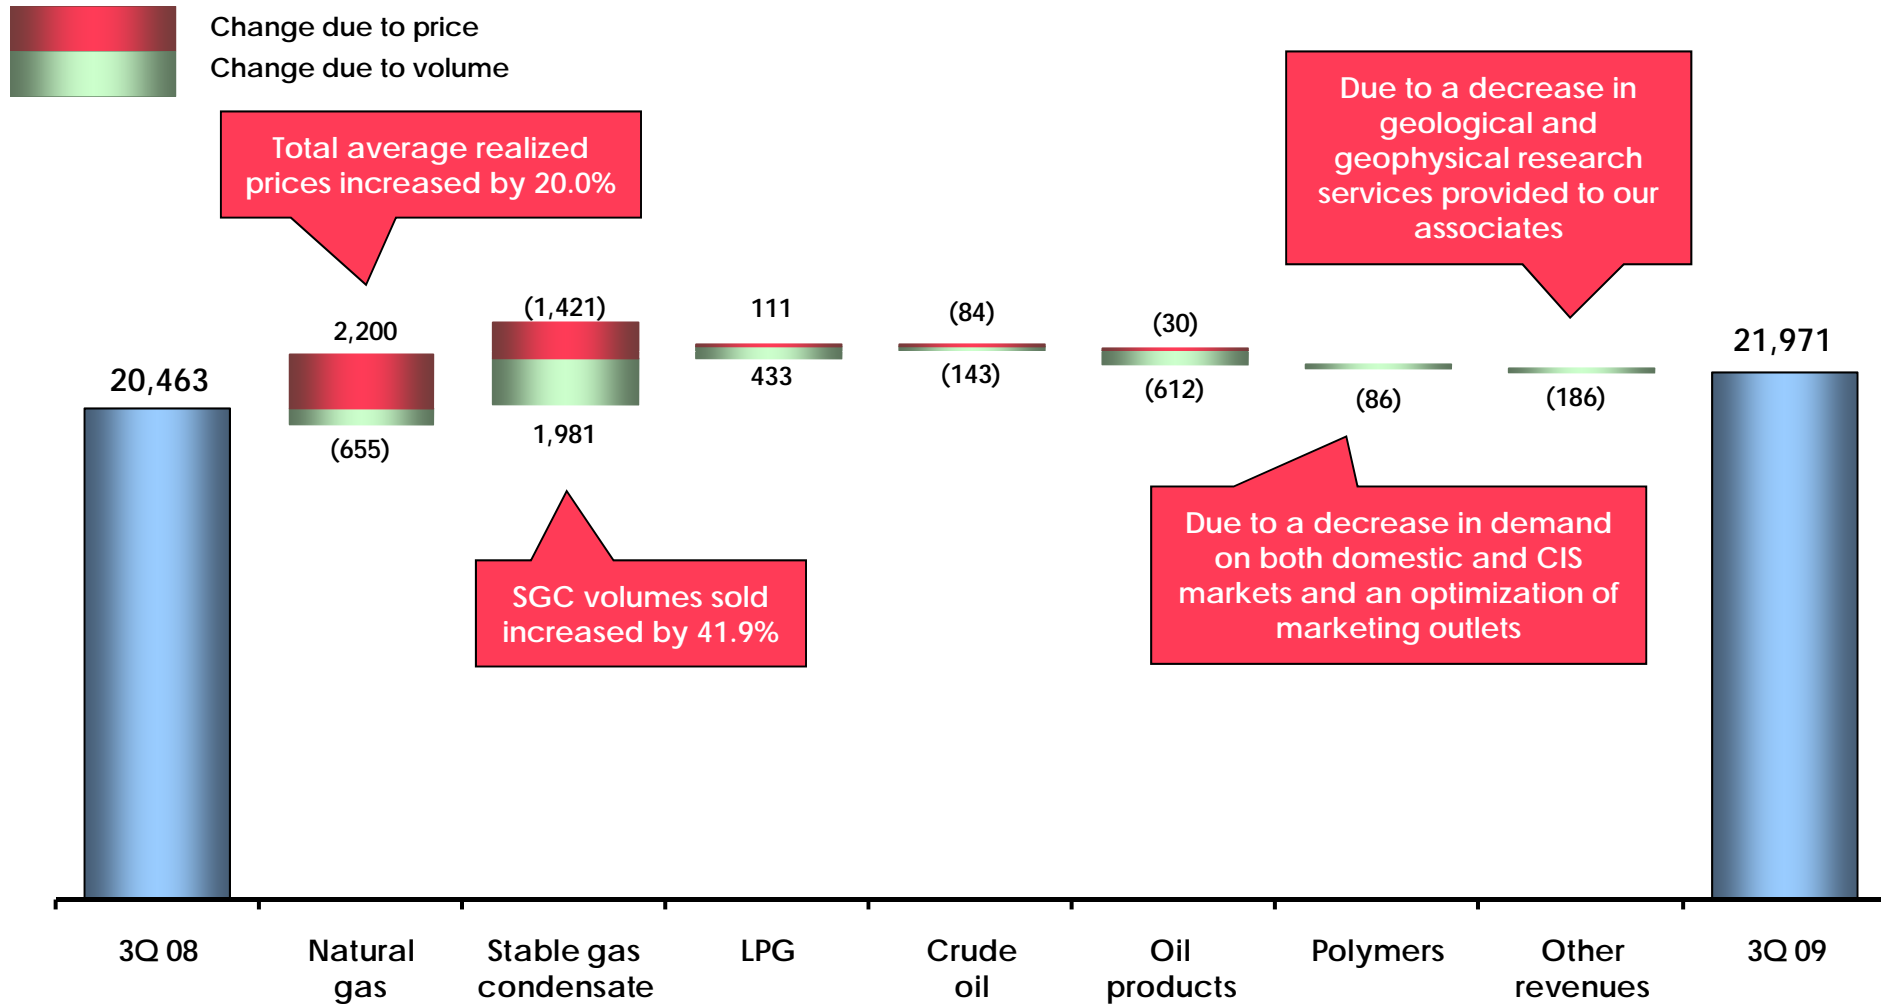 Change due to price
Change due to volume
Total average realized
prices increased by 20.0%
Due to a decrease in
geological and
geophysical research
services provided to our
associates
20,463
2,200
(655)
(1,421)
1,981
111
433
(84)
(143)
(30)
(612)
(86)
(186)
21,971
SGC volumes sold
increased by 41.9%
Due to a decrease in demand
on both domestic and CIS
markets and an optimization of
marketing outlets
3Q 08
Natural
gas
Stable gas
condensate
LPG
Crude
oil
Oil
products
Polymers
Other
revenues
3Q 09